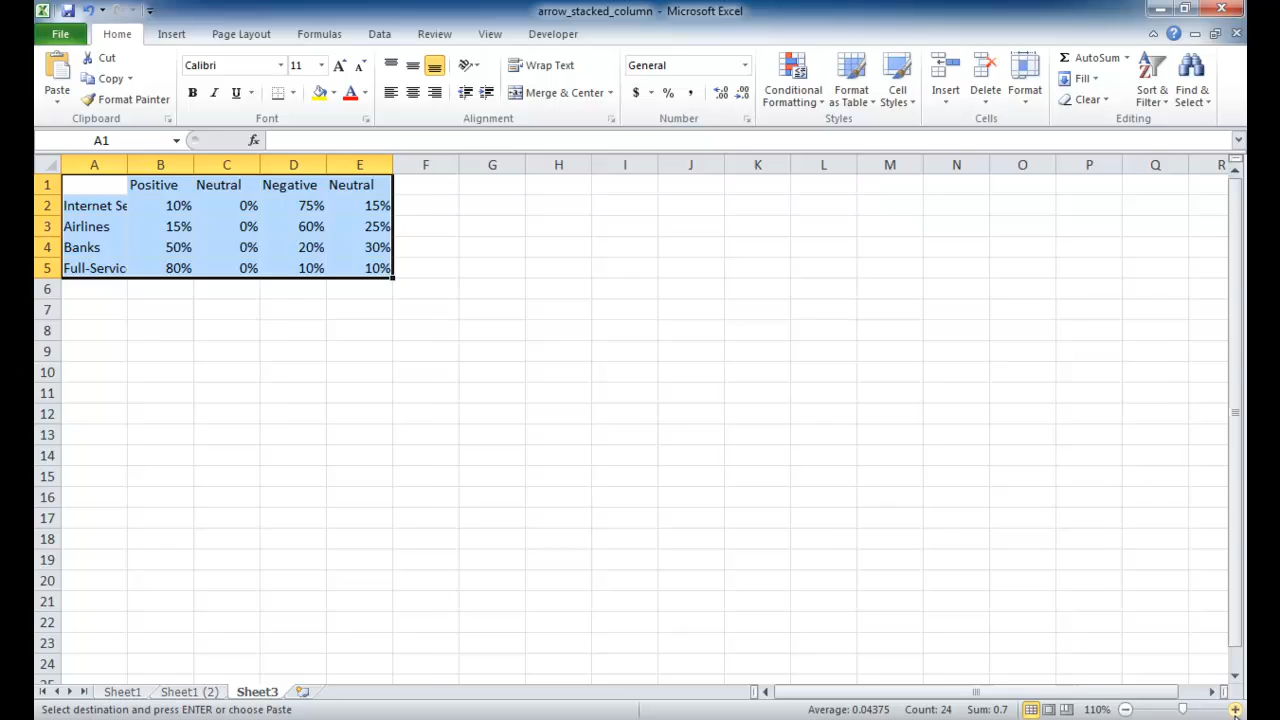 arrow_stacked_column - Microsoft Excel
File Home Insert Page Layout Formulas Data Review View Developer
Paste
Cut
Copy
Format Painter
Clipboard
Calibri 11
B I U
Font
Wrap Text
Merge & Center
Alignment
General
$ % ,
Number
Conditional Formatting
Format as Table
Cell Styles
Styles
Insert Delete Format
Cells
Σ AutoSum
Fill
Clear
Sort & Filter
Find & Select
Editing
A1 fx
A B C D E F G H I J K L M N O P Q R
1 Positive Neutral Negative Neutral
2 Internet Se 10% 0% 75% 15%
3 Airlines 15% 0% 60% 25%
4 Banks 50% 0% 20% 30%
5 Full-Servic 80% 0% 10% 10%
6
7
8
9
10
11
12
13
14
15
16
17
18
19
20
21
22
23
24
25
Sheet1 Sheet1 (2) Sheet3
Select destination and press ENTER or choose Paste Average: 0.04375 Count: 24 Sum: 0.7 110%